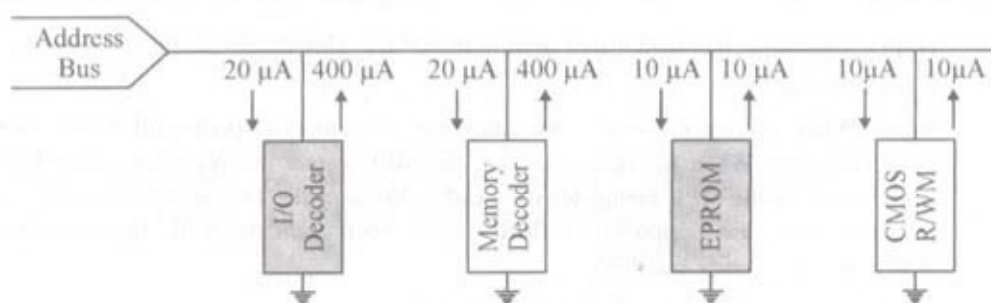 Address
Bus
20 µA
400 µA
20 µA
400 µA
10 µA
10 µA
10µA
10µA
I/O
Decoder
Memory
Decoder
EPROM
CMOS
R/WM